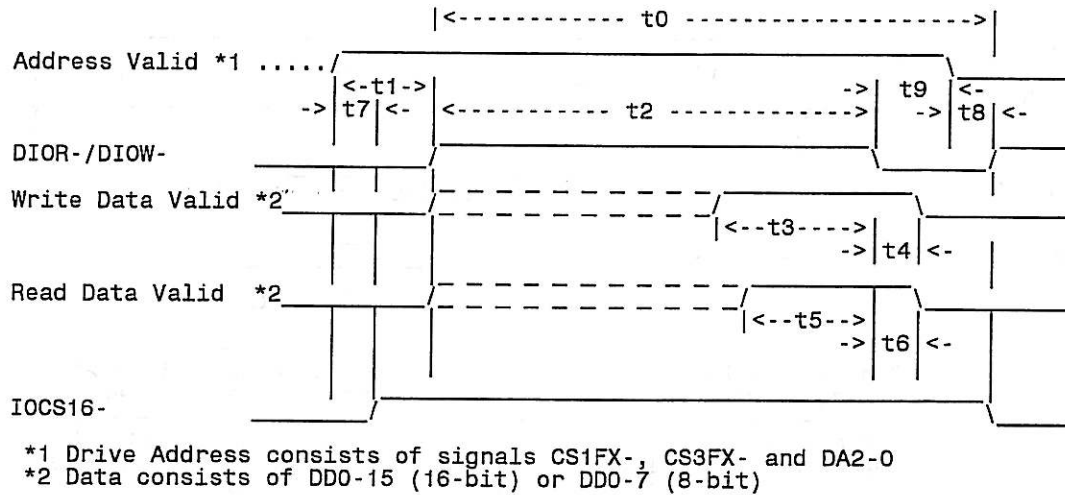 |<------------ t0 -------------------->|
Address Valid *1 ...../
<-t1->
-> t9 <-
-> t7 <-
<------------ t2 ------------>
-> t8 <-
DIOR-/DIOW-
Write Data Valid *2
|<--t3---->
-> t4 <-
Read Data Valid *2
|<--t5--->
-> t6 <-
IOCS16-
*1 Drive Address consists of signals CS1FX-, CS3FX- and DA2-0
*2 Data consists of DD0-15 (16-bit) or DD0-7 (8-bit)